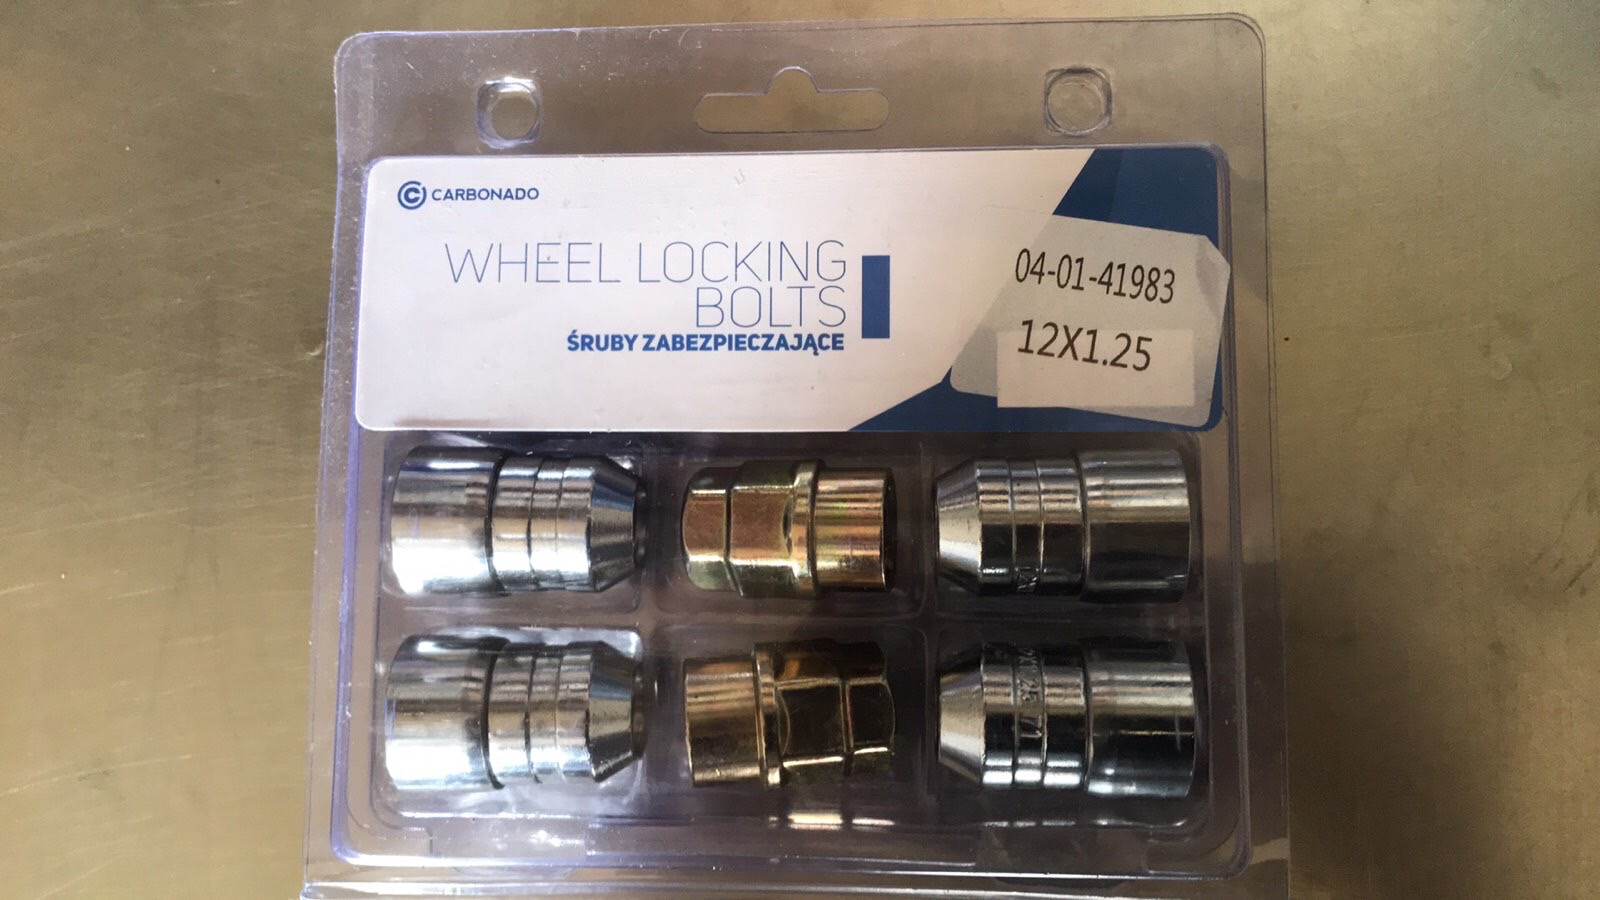 CARBONADO
WHEEL LOCKING
BOLTS
ŚRUBY ZABEZPIECZAJĄCE
04-01-41983
12X1.25